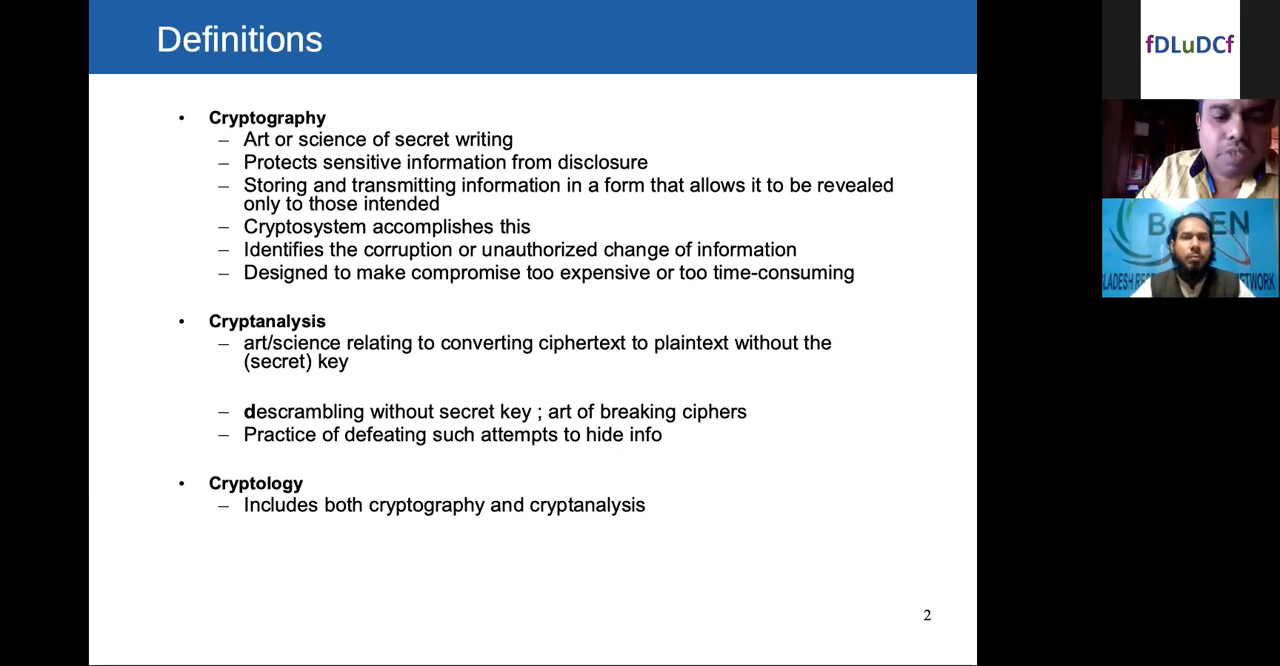 Definitions
• Cryptography
– Art or science of secret writing
– Protects sensitive information from disclosure
– Storing and transmitting information in a form that allows it to be revealed
only to those intended
– Cryptosystem accomplishes this
– Identifies the corruption or unauthorized change of information
– Designed to make compromise too expensive or too time-consuming
• Cryptanalysis
– art/science relating to converting ciphertext to plaintext without the
(secret) key
– descrambling without secret key ; art of breaking ciphers
– Practice of defeating such attempts to hide info
• Cryptology
– Includes both cryptography and cryptanalysis
2
fDLuDCf